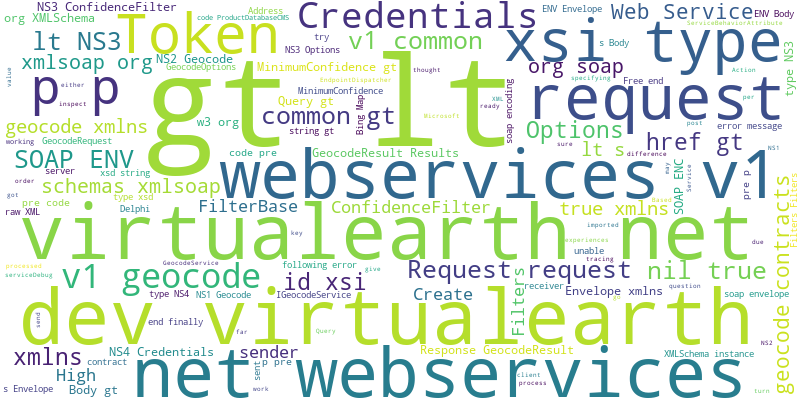 NS3 ConfidenceFilter
org XMLSchema
lt NS3
xmlsoap org
NS2 Geocode
GeocodeOptions
Token
Address
code ProductDatabaseCMS
try
NS3 Options
Credentials
v1 common
MinimumConfidence gt
MinimumConfidence
EndpointDispatcher
thought
ENV Envelope
Web Service
ENV Body
s Body
ServiceBehaviorAttribute
xsi type
type NS3
org soap
XML
specifying
Free end
Action
value
either
inspect
p p
gt lt
request
Query gt
common gt
string gt
Bing Map
Microsoft
ready
soap encoding
post
per
error message
geocode xmlns
w3 org
working
GeocodeRequest
Options
lt s
href gt
sure
difference
NS1
SOAP ENV
server
xsd string
code pre
GeocodeResult Results
webservices v1
may
Service
SOAP ENC
pre p
order
schemas xmlsoap
got
pre code
type xsd
raw XML
Delphi
FilterBase
ConfidenceFilter
true xmlns
Based
imported
Filters Filters
virtualearth net
key
experiences
unable
tracing
due
geocode contracts
processed
serviceDebug
v1 geocode
GeocodeService
following error
give
IGeocodeService
id xsi
Request request
receiver
question
nil true
type NS4
NS1 Geocode
Create
Filters
Envelope xmlns
soap envelope
dev virtualearth
send
end finally
far
Query
go
NS2
xmlns
NS4 Credentials
contract
p pre
sender
sent
Response GeocodeResult
XMLSchema instance
High
Body gt
s Envelope
net webservices
work
client
process
turn